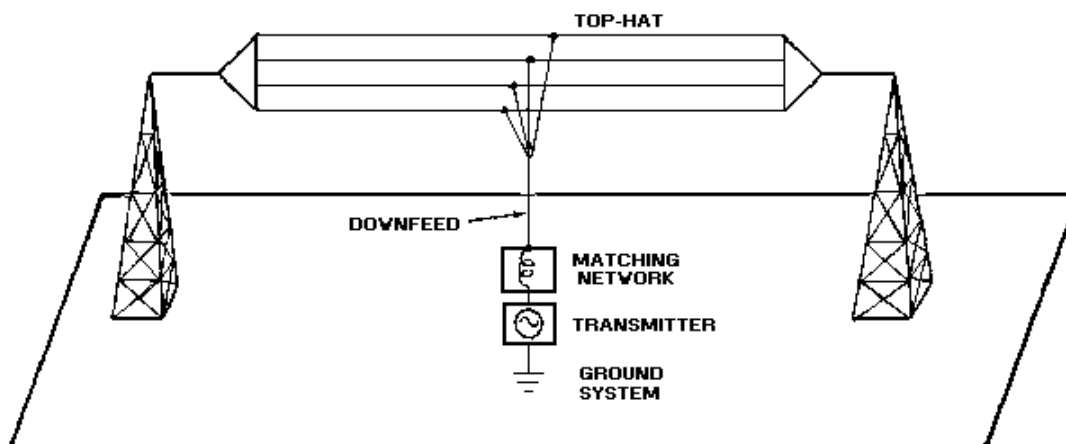 TOP-HAT
DOWNFEED
MATCHING
NETWORK
TRANSMITTER
GROUND
SYSTEM